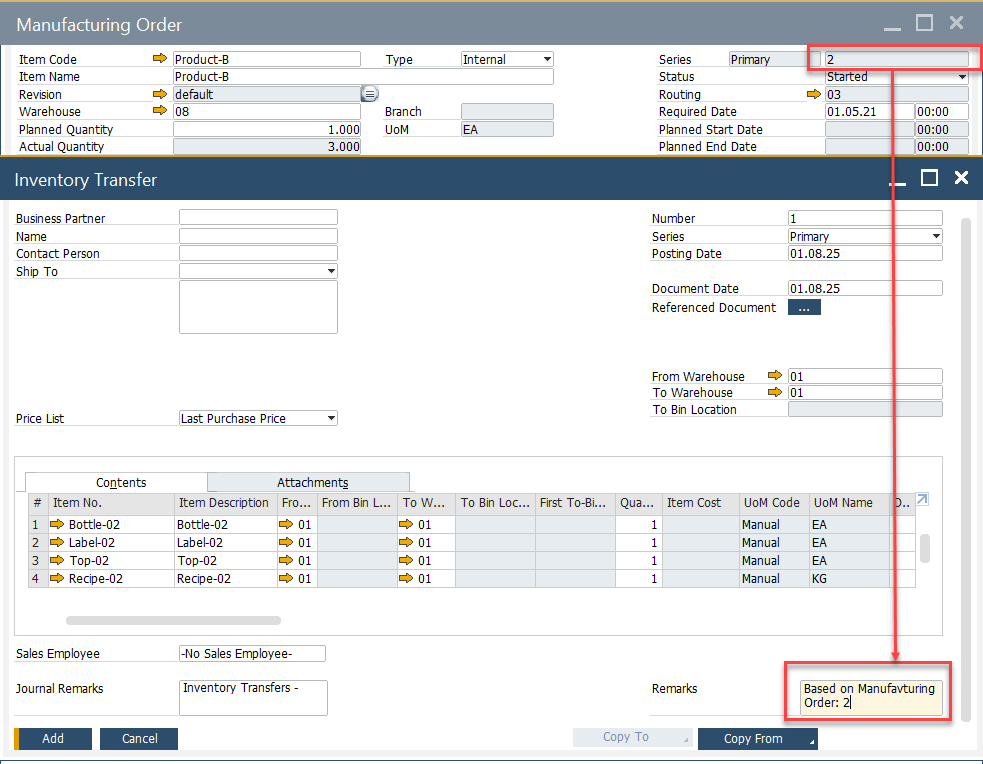 Manufacturing Order
Item Code Product-B Type Internal Series Primary 2
Item Name Product-B Status Started
Revision default Routing 03
Warehouse 08 Branch Required Date 01.05.21 00:00
Planned Quantity 1.000 UoM EA Planned Start Date 00:00
Actual Quantity 3.000 Planned End Date 00:00
Inventory Transfer
Business Partner Number 1
Name Series Primary
Contact Person Posting Date 01.08.25
Ship To
Document Date 01.08.25
Referenced Document ...
From Warehouse 01
To Warehouse 01
To Bin Location
Price List Last Purchase Price
Contents Attachments
# Item No. Item Description Fro... From Bin L... To W... To Bin Loc... First To-Bi... Qua... Item Cost UoM Code UoM Name D..
1 Bottle-02 Bottle-02 01 01 1 Manual EA
2 Label-02 Label-02 01 01 1 Manual EA
3 Top-02 Top-02 01 01 1 Manual EA
4 Recipe-02 Recipe-02 01 01 1 Manual KG
Sales Employee -No Sales Employee-
Journal Remarks Inventory Transfers - Remarks Based on Manufavturing
Order: 2
Add Cancel Copy To Copy From